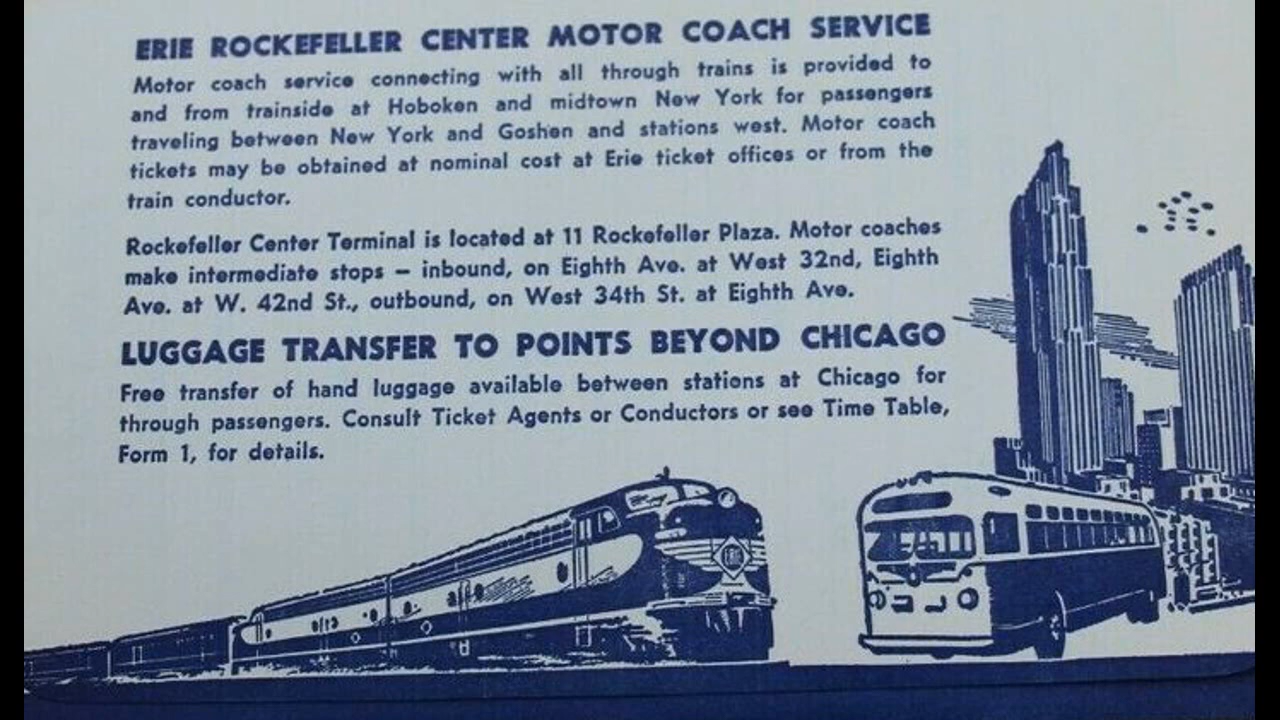 ERIE ROCKEFELLER CENTER MOTOR COACH SERVICE
Motor coach service connecting with all through trains is provided to
and from trainside at Hoboken and midtown New York for passengers
traveling between New York and Goshen and stations west. Motor coach
tickets may be obtained at nominal cost at Erie ticket offices or from the
train conductor.
Rockefeller Center Terminal is located at 11 Rockefeller Plaza. Motor coaches
make intermediate stops – inbound, on Eighth Ave. at West 32nd, Eighth
Ave. at W. 42nd St., outbound, on West 34th St. at Eighth Ave.
LUGGAGE TRANSFER TO POINTS BEYOND CHICAGO
Free transfer of hand luggage available between stations at Chicago for
through passengers. Consult Ticket Agents or Conductors or see Time Table,
Form 1, for details.
ERIE